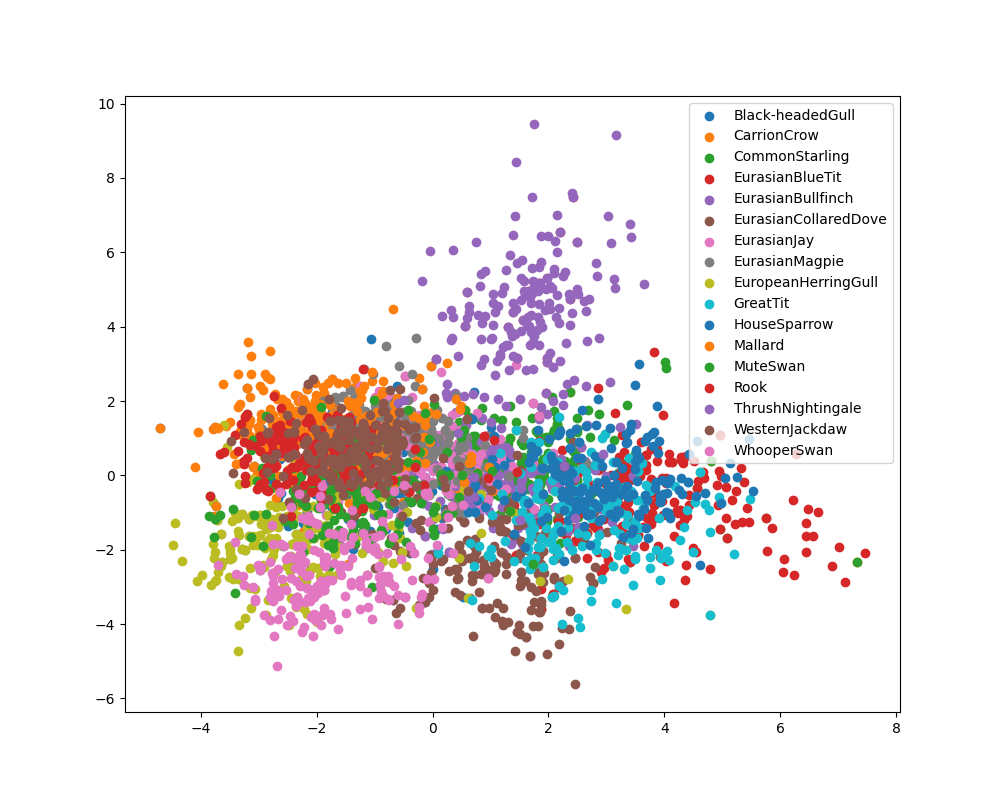 10
8
6
4
2
0
−2
−4
−6
−4
−2
0
2
4
6
8
Black-headedGull
CarrionCrow
CommonStarling
EurasianBlueTit
EurasianBullfinch
EurasianCollaredDove
EurasianJay
EurasianMagpie
EuropeanHerringGull
GreatTit
HouseSparrow
Mallard
MuteSwan
Rook
ThrushNightingale
WesternJackdaw
WhooperSwan